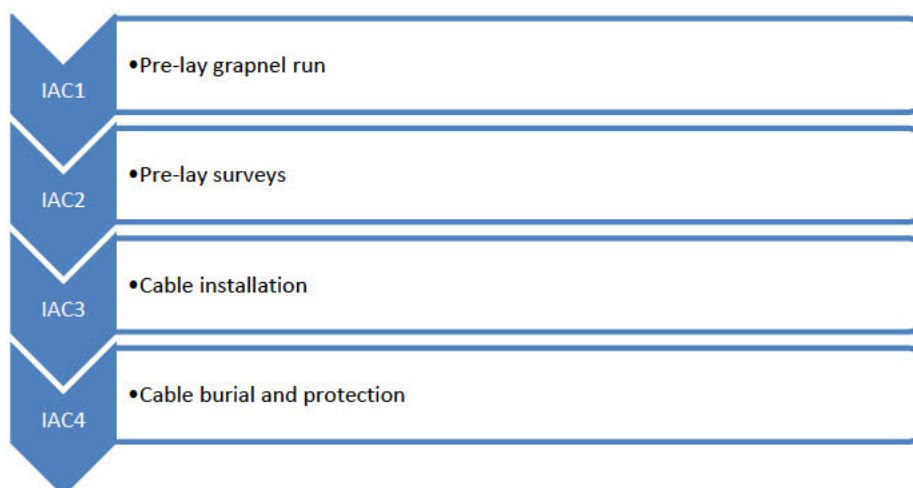 IAC1
•Pre-lay grapnel run
IAC2
•Pre-lay surveys
IAC3
•Cable installation
IAC4
•Cable burial and protection